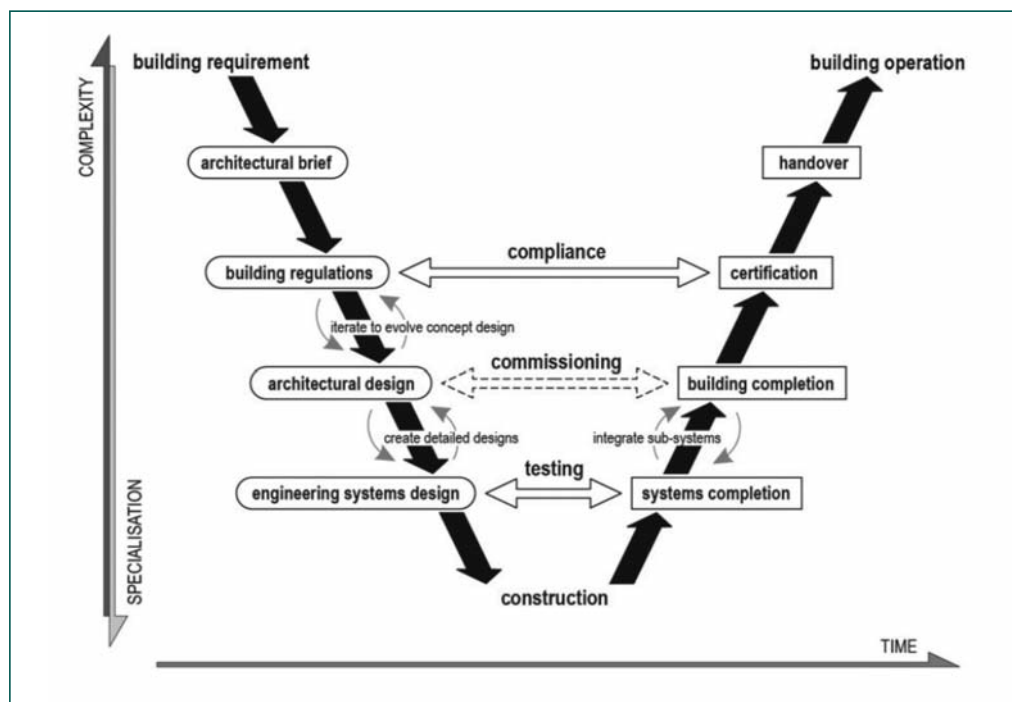 building requirement
building operation
COMPLEXITY
architectural brief
handover
compliance
building regulations
certification
iterate to evolve concept design
commissioning
architectural design
building completion
create detailed designs
integrate sub-systems
testing
engineering systems design
systems completion
SPECIALISATION
construction
TIME